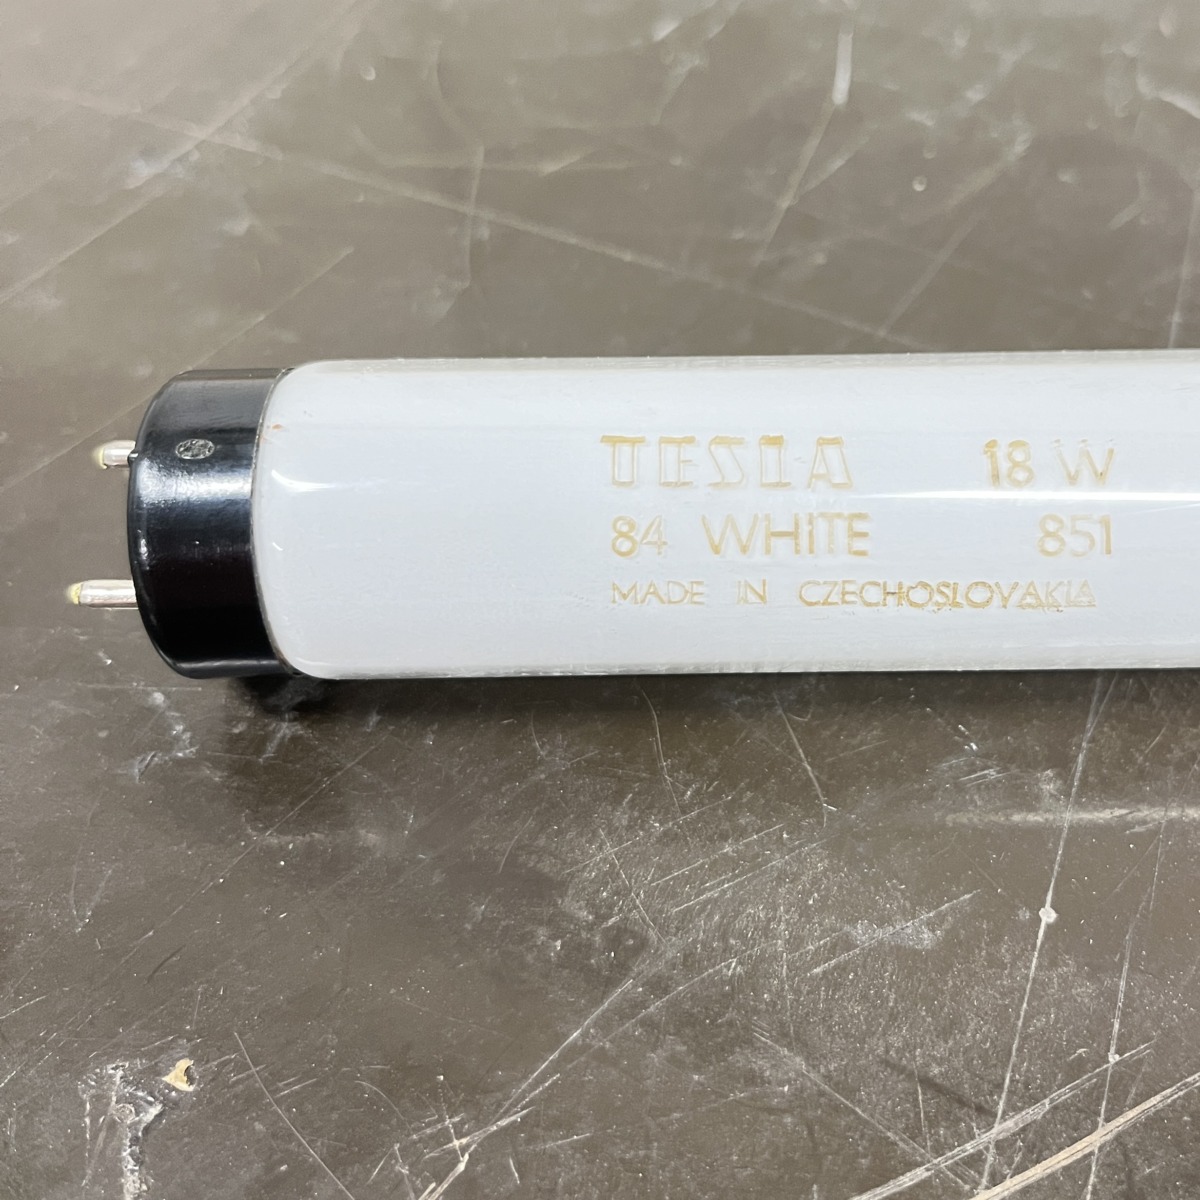 TESLA 18 W
84 WHITE 851
MADE IN CZECHOSLOVAKIA